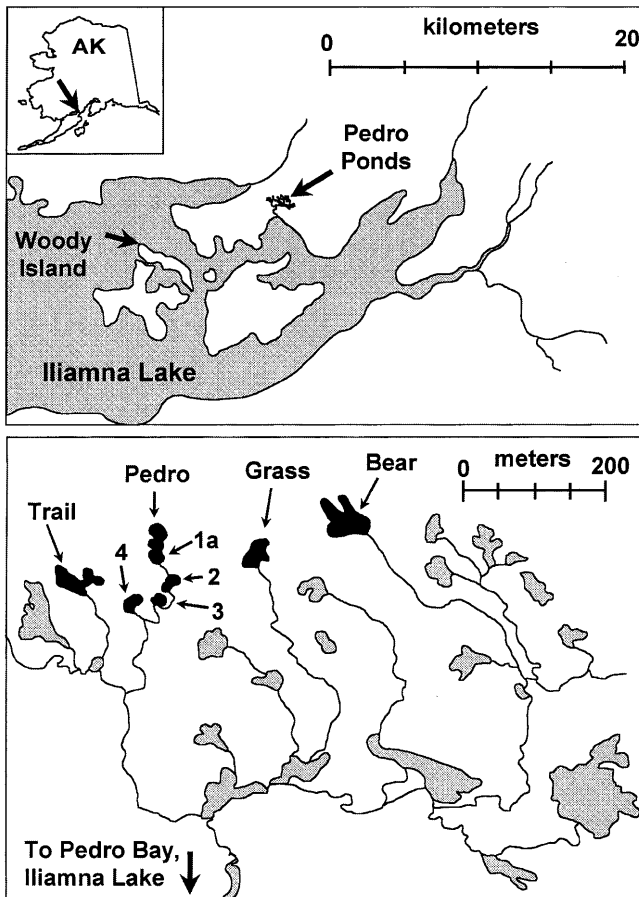 AK
kilometers
0
20
Pedro
Ponds
Woody
Island
Iliamna Lake
Pedro
Grass
Bear
meters
0
200
Trail
1a
4
2
3
To Pedro Bay,
Iliamna Lake